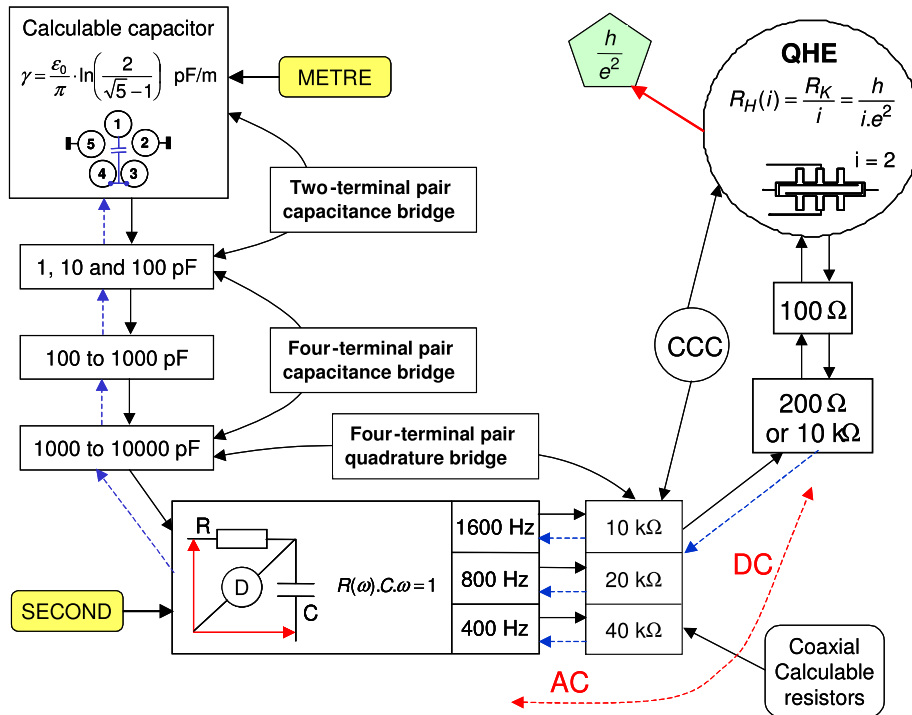 Calculable capacitor
γ = ε₀/π · ln(2/(√5 − 1)) pF/m
1
5
2
4
3
METRE
h/e²
QHE
R_H(i) = R_K/i = h/i.e²
i = 2
Two-terminal pair
capacitance bridge
1, 10 and 100 pF
100 Ω
Four-terminal pair
capacitance bridge
CCC
100 to 1000 pF
200 Ω
or 10 kΩ
1000 to 10000 pF
Four-terminal pair
quadrature bridge
R
D
C
R(ω).C.ω = 1
1600 Hz
10 kΩ
800 Hz
20 kΩ
400 Hz
40 kΩ
DC
SECOND
AC
Coaxial
Calculable
resistors